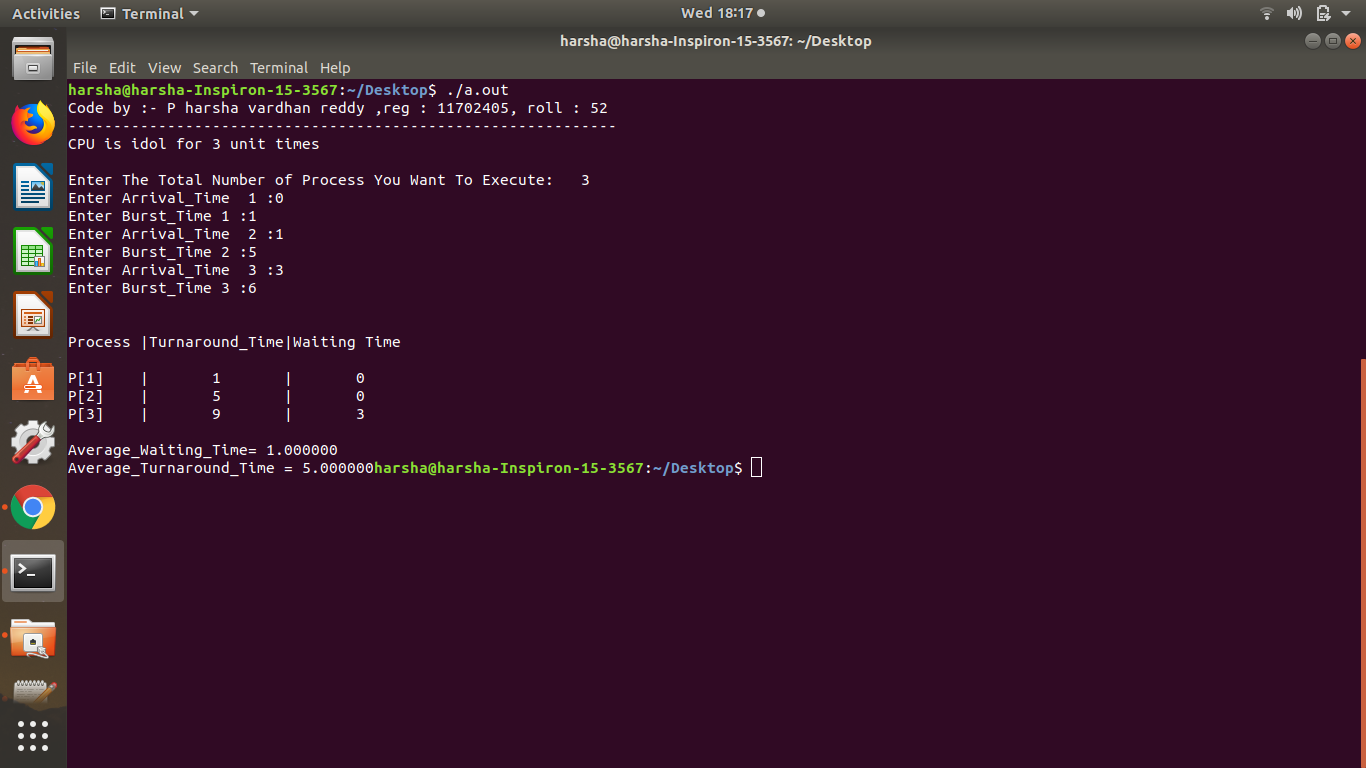 Activities Terminal Wed 18:17
harsha@harsha-Inspiron-15-3567: ~/Desktop
File Edit View Search Terminal Help
harsha@harsha-Inspiron-15-3567:~/Desktop$ ./a.out
Code by :- P harsha vardhan reddy ,reg : 11702405, roll : 52
-------------------------------------------------------------
CPU is idol for 3 unit times
Enter The Total Number of Process You Want To Execute:   3
Enter Arrival_Time  1 :0
Enter Burst_Time 1 :1
Enter Arrival_Time  2 :1
Enter Burst_Time 2 :5
Enter Arrival_Time  3 :3
Enter Burst_Time 3 :6
Process |Turnaround_Time|Waiting Time
P[1]    |       1       |       0
P[2]    |       5       |       0
P[3]    |       9       |       3
Average_Waiting_Time= 1.000000
Average_Turnaround_Time = 5.000000harsha@harsha-Inspiron-15-3567:~/Desktop$